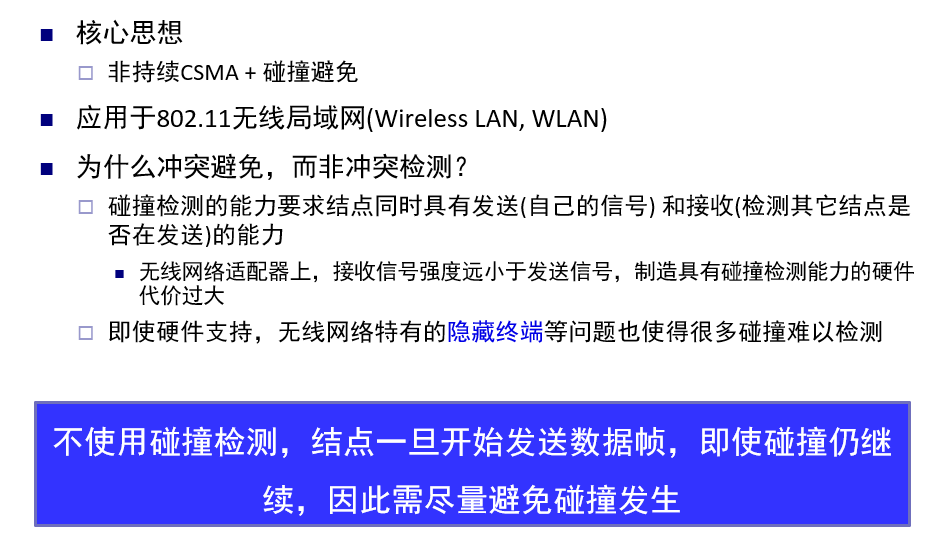 核心思想
非持续CSMA + 碰撞避免
应用于802.11无线局域网(Wireless LAN, WLAN)
为什么冲突避免，而非冲突检测？
碰撞检测的能力要求结点同时具有发送(自己的信号) 和接收(检测其它结点是
否在发送)的能力
无线网络适配器上，接收信号强度远小于发送信号，制造具有碰撞检测能力的硬件
代价过大
即使硬件支持，无线网络特有的隐藏终端等问题也使得很多碰撞难以检测
不使用碰撞检测，结点一旦开始发送数据帧，即使碰撞仍继
续，因此需尽量避免碰撞发生